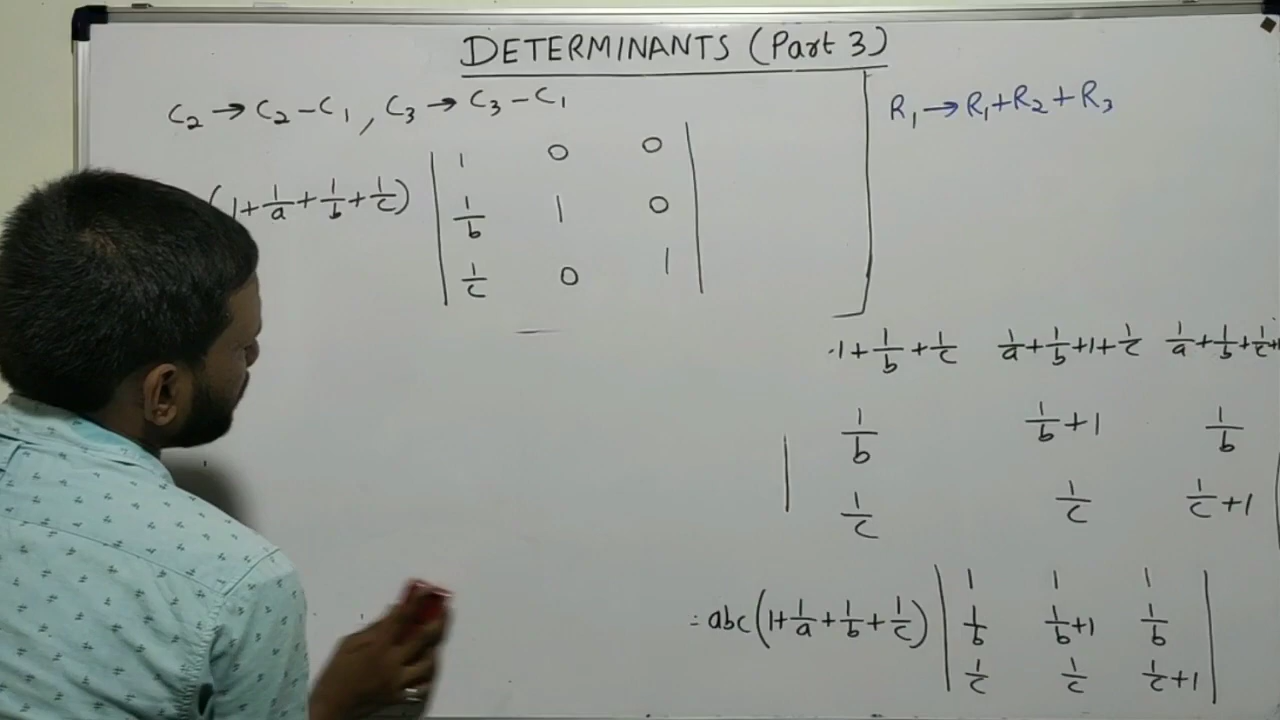 DETERMINANTS (Part 3)
C₂ → C₂ - C₁, C₃ → C₃ - C₁
(1 + 1/a + 1/b + 1/c) | 1 0 0 |
| 1/b 1 0 |
| 1/c 0 1 |
R₁ → R₁ + R₂ + R₃
1 + 1/b + 1/c 1/a + 1/b + 1 + 1/c 1/a + 1/b + 1/c +
| 1/b 1/b + 1 1/b
1/c 1/c 1/c + 1
= abc(1 + 1/a + 1/b + 1/c) | 1 1 1 |
| 1/b 1/b + 1 1/b |
| 1/c 1/c 1/c + 1 |